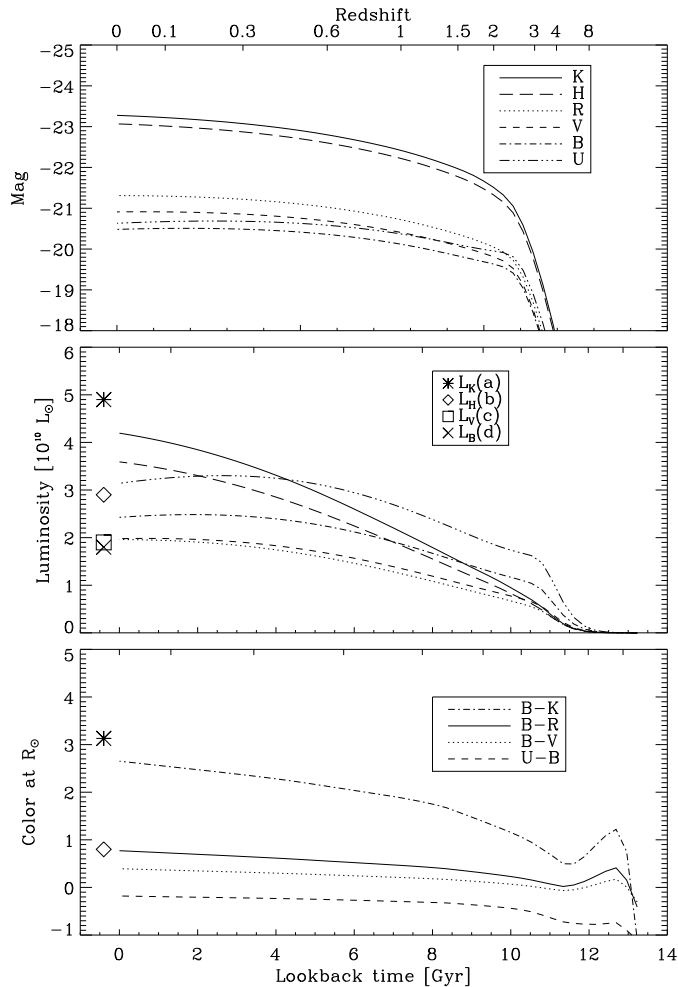 Redshift
0 0.1 0.3 0.6 1 1.5 2 3 4 8
−25
−24
−23
−22
−21
−20
−19
−18
Mag
K
H
R
V
B
U
6
5
4
3
2
1
0
Luminosity [10¹⁰ L☉]
L_K(a)
L_H(b)
L_V(c)
L_B(d)
5
4
3
2
1
0
−1
Color at R☉
B−K
B−R
B−V
U−B
0 2 4 6 8 10 12 14
Lookback time [Gyr]